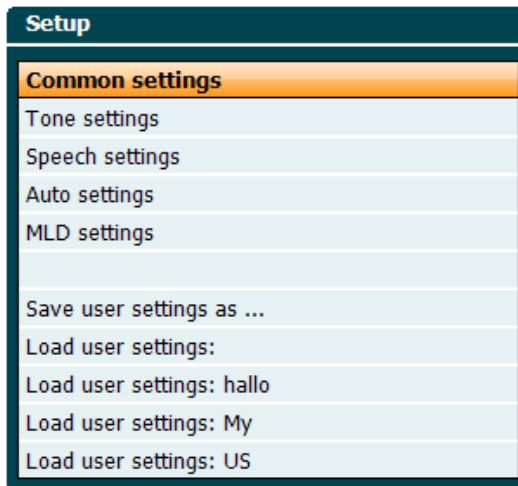 Setup
Common settings
Tone settings
Speech settings
Auto settings
MLD settings
Save user settings as ...
Load user settings:
Load user settings: hallo
Load user settings: My
Load user settings: US